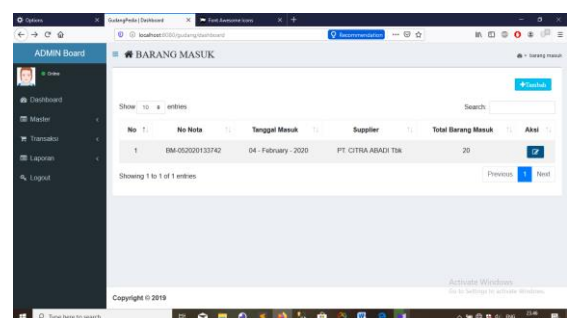 Options
GudangPedia | Dashboard
Font Awesome Icons
localhost:8080/gudang/dashboard
Recommendation
ADMIN Board
BARANG MASUK
barang masuk
Online
Dashboard
Master
Transaksi
Laporan
Logout
+Tambah
Show 10 entries
Search:
No No Nota Tanggal Masuk Supplier Total Barang Masuk Aksi
1 BM-052020133742 04 - February - 2020 PT. CITRA ABADI Tbk 20
Showing 1 to 1 of 1 entries
Previous 1 Next
Activate Windows
Go to Settings to activate Windows.
Copyright © 2019
Type here to search